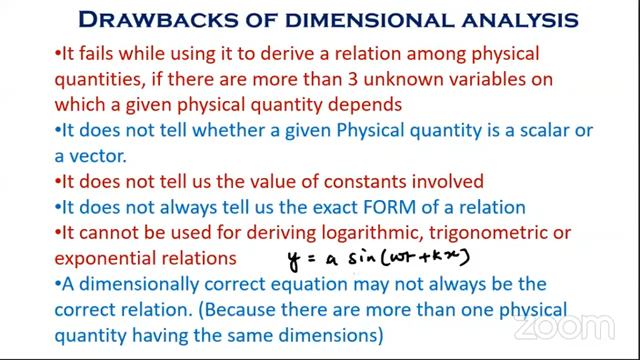 DRAWBACKS OF DIMENSIONAL ANALYSIS
•It fails while using it to derive a relation among physical
quantities, if there are more than 3 unknown variables on
which a given physical quantity depends
•It does not tell whether a given Physical quantity is a scalar or
a vector.
•It does not tell us the value of constants involved
•It does not always tell us the exact FORM of a relation
•It cannot be used for deriving logarithmic, trigonometric or
exponential relations y = a sin(ωt + kx)
•A dimensionally correct equation may not always be the
correct relation. (Because there are more than one physical
quantity having the same dimensions)
zoom